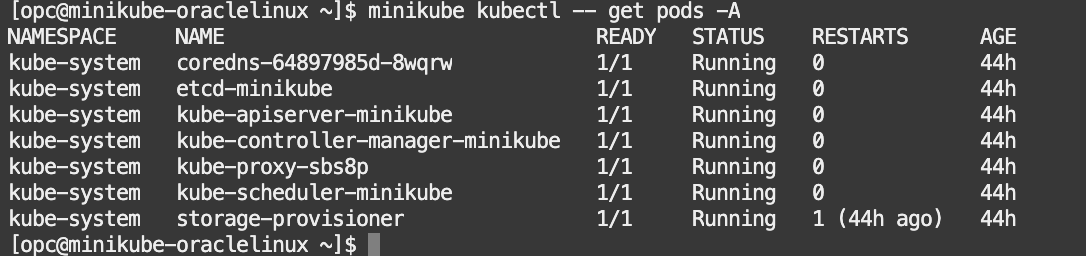 [opc@minikube-oraclelinux ~]$ minikube kubectl -- get pods -A
NAMESPACE     NAME                               READY   STATUS    RESTARTS      AGE
kube-system   coredns-64897985d-8wqrw            1/1     Running   0             44h
kube-system   etcd-minikube                      1/1     Running   0             44h
kube-system   kube-apiserver-minikube            1/1     Running   0             44h
kube-system   kube-controller-manager-minikube   1/1     Running   0             44h
kube-system   kube-proxy-sbs8p                   1/1     Running   0             44h
kube-system   kube-scheduler-minikube            1/1     Running   0             44h
kube-system   storage-provisioner                1/1     Running   1 (44h ago)   44h
[opc@minikube-oraclelinux ~]$